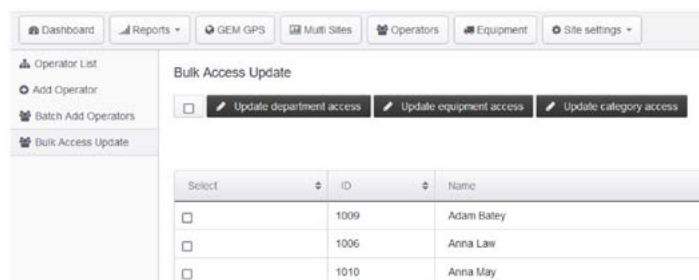 Dashboard Reports GEM GPS Multi Sites Operators Equipment Site settings
Operator List
Add Operator
Batch Add Operators
Bulk Access Update
Bulk Access Update
Update department access Update equipment access Update category access
Select ID Name
1009 Adam Batey
1006 Anna Law
1010 Anna May